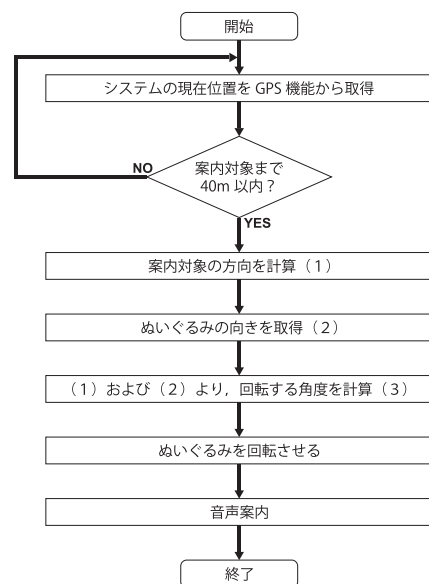 開始
システムの現在位置を GPS 機能から取得
案内対象まで
40m 以内？
NO
YES
案内対象の方向を計算（1）
ぬいぐるみの向きを取得（2）
（1）および（2）より，回転する角度を計算（3）
ぬいぐるみを回転させる
音声案内
終了